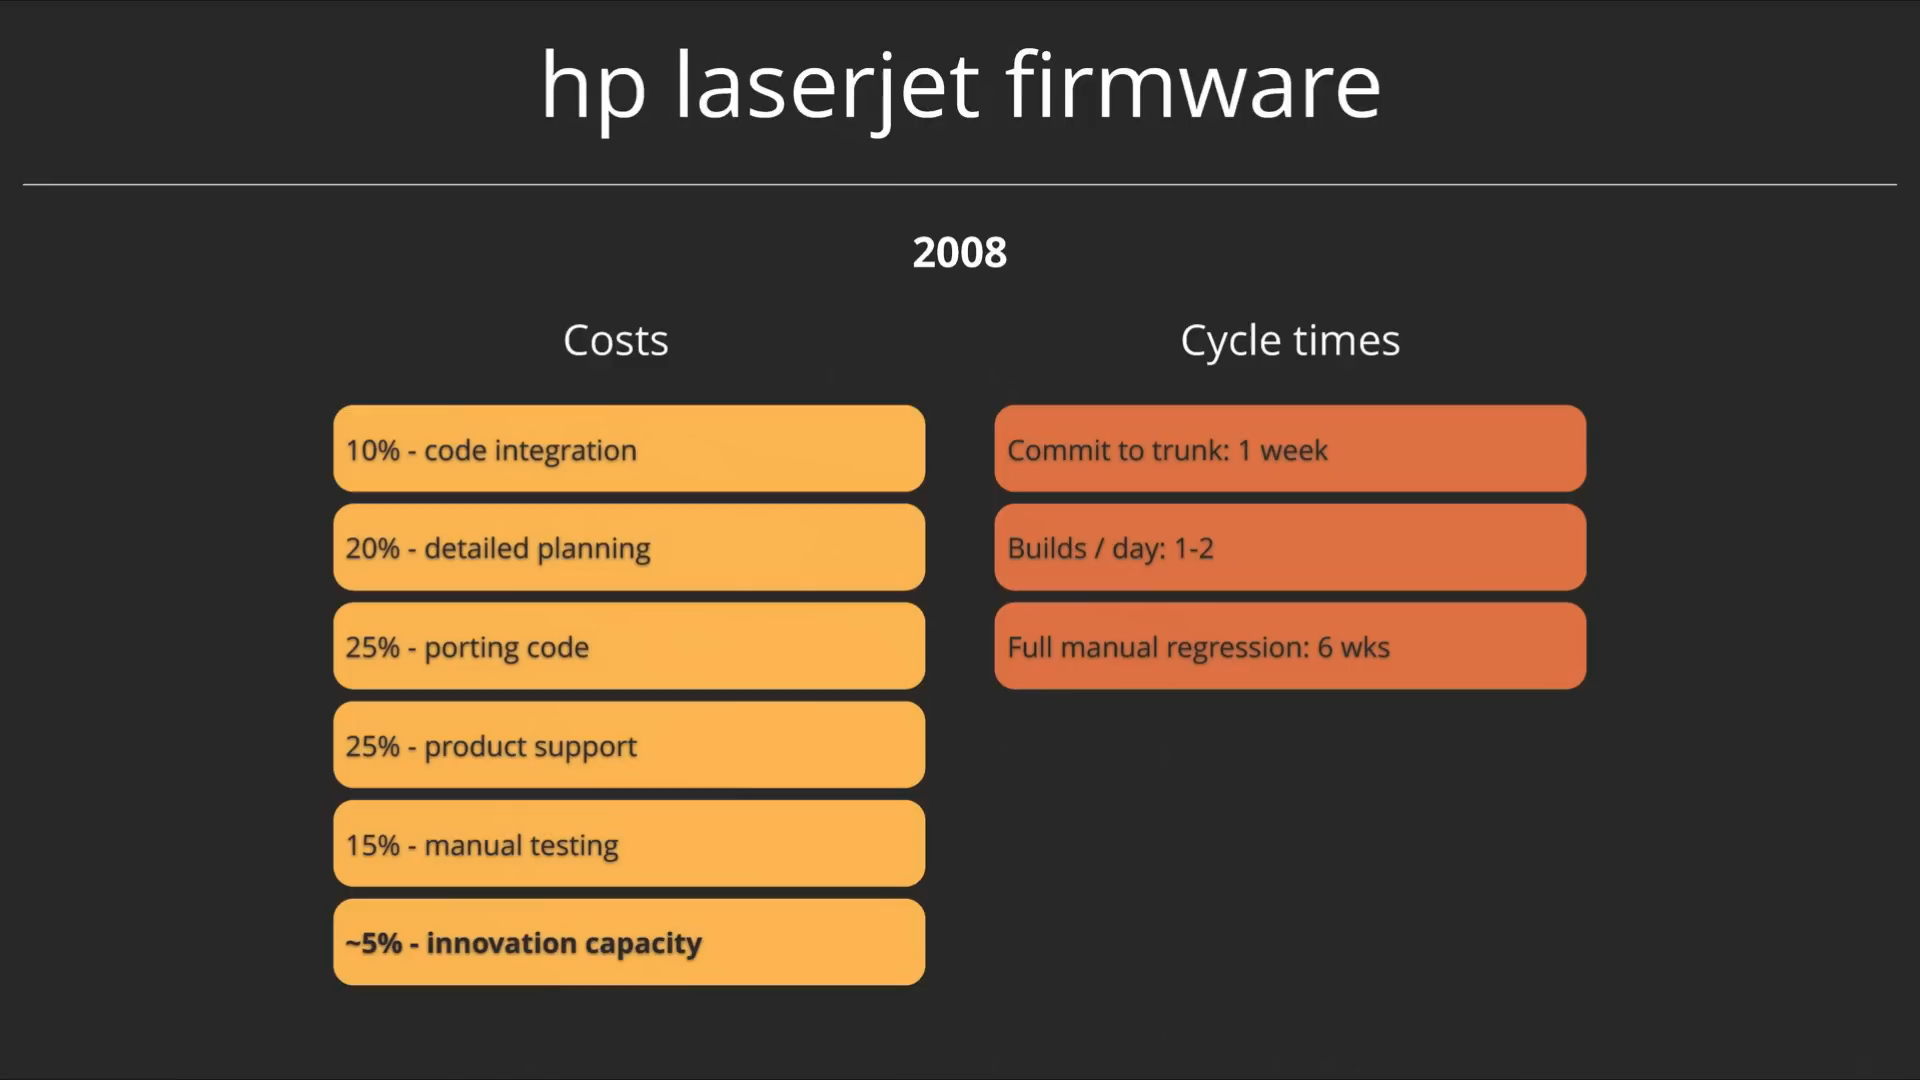 hp laserjet firmware
2008
Costs
10% - code integration
20% - detailed planning
25% - porting code
25% - product support
15% - manual testing
~5% - innovation capacity
Cycle times
Commit to trunk: 1 week
Builds / day: 1-2
Full manual regression: 6 wks